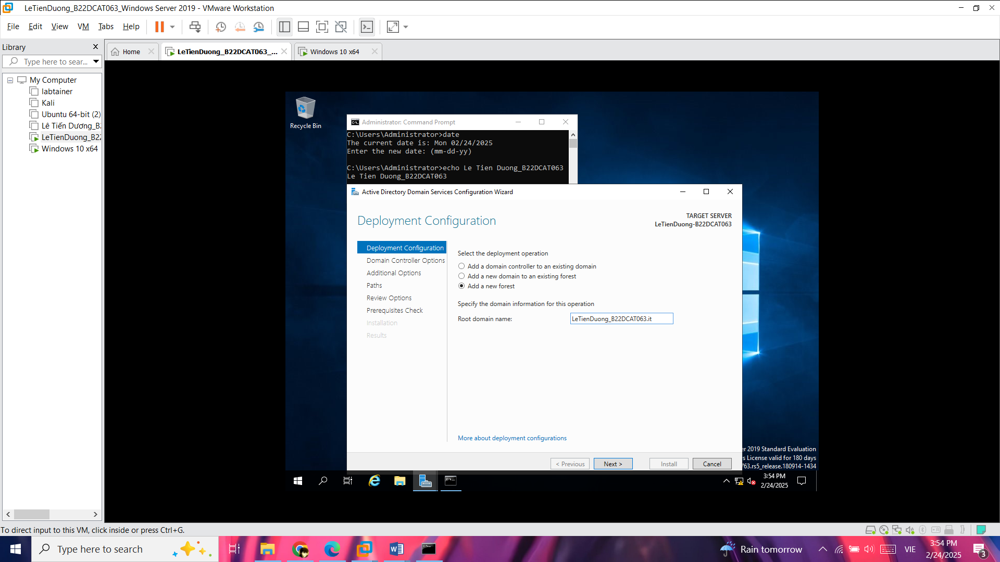 LeTienDuong_B22DCAT063_Windows Server 2019 - VMware Workstation
File Edit View VM Tabs Help
Library
Type here to sear...
My Computer
labtainer
Kali
Ubuntu 64-bit (2)
Lê Tiến Dương_B2
LeTienDuong_B22
Windows 10 x64
Home
LeTienDuong_B22DCAT063_...
Windows 10 x64
Recycle Bin
Administrator: Command Prompt
C:\Users\Administrator>date
The current date is: Mon 02/24/2025
Enter the new date: (mm-dd-yy)
C:\Users\Administrator>echo Le Tien Duong_B22DCAT063
Le Tien Duong_B22DCAT063
Active Directory Domain Services Configuration Wizard
Deployment Configuration
TARGET SERVER
LeTienDuong-B22DCAT063
Deployment Configuration
Domain Controller Options
Additional Options
Paths
Review Options
Prerequisites Check
Installation
Results
Select the deployment operation
Add a domain controller to an existing domain
Add a new domain to an existing forest
Add a new forest
Specify the domain information for this operation
Root domain name: LeTienDuong_B22DCAT063.it
More about deployment configurations
< Previous Next > Install Cancel
er 2019 Standard Evaluation
s License valid for 180 days
763.rs5_release.180914-1434
3:54 PM
2/24/2025
To direct input to this VM, click inside or press Ctrl+G.
Type here to search
Rain tomorrow
VIE
3:54 PM
2/24/2025
3